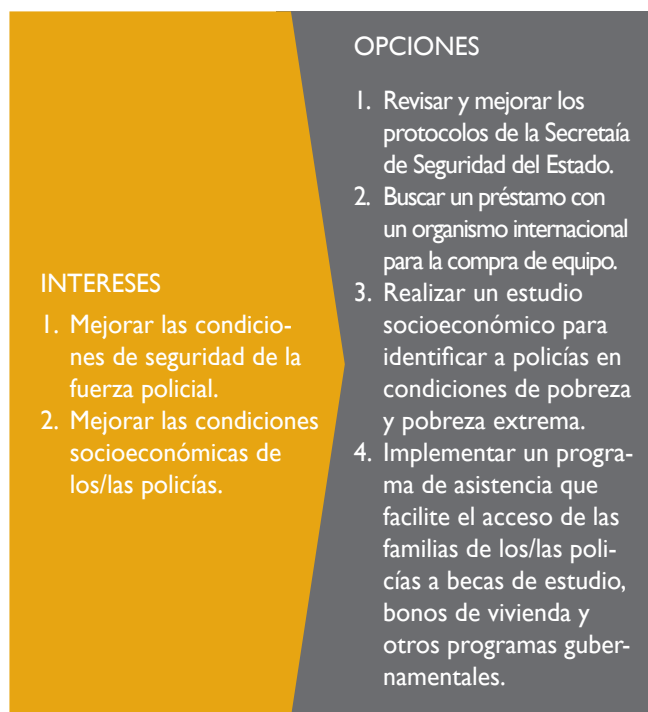 INTERESES
1. Mejorar las condicio-
nes de seguridad de la
fuerza policial.
2. Mejorar las condiciones
socioeconómicas de
los/las policías.
OPCIONES
1. Revisar y mejorar los
protocolos de la Secretaía
de Seguridad del Estado.
2. Buscar un préstamo con
un organismo internacional
para la compra de equipo.
3. Realizar un estudio
socioeconómico para
identificar a policías en
condiciones de pobreza
y pobreza extrema.
4. Implementar un progra-
ma de asistencia que
facilite el acceso de las
familias de los/las poli-
cías a becas de estudio,
bonos de vivienda y
otros programas guber-
namentales.